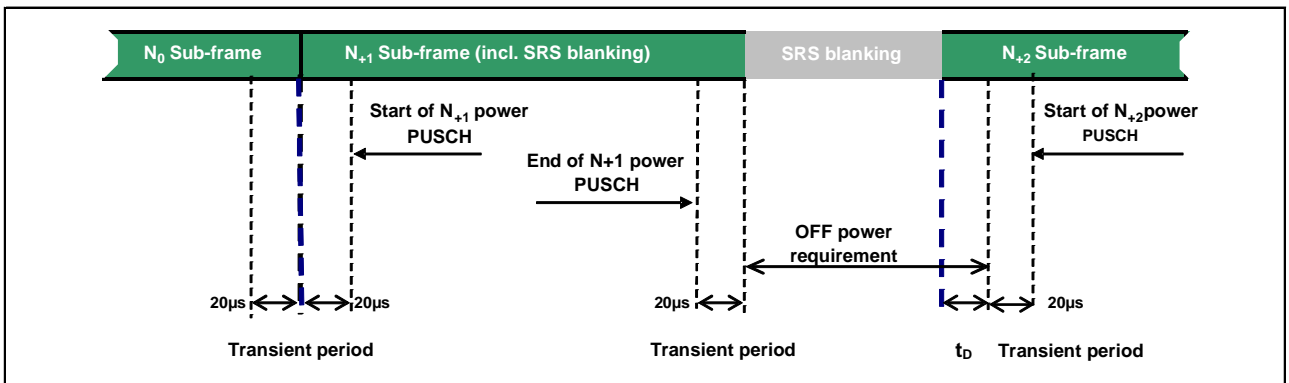 N0 Sub-frame
N+1 Sub-frame (incl. SRS blanking)
SRS blanking
N+2 Sub-frame
Start of N+1 power
PUSCH
Start of N+2power
PUSCH
End of N+1 power
PUSCH
OFF power
requirement
20µs
20µs
20µs
20µs
Transient period
Transient period
tD
Transient period